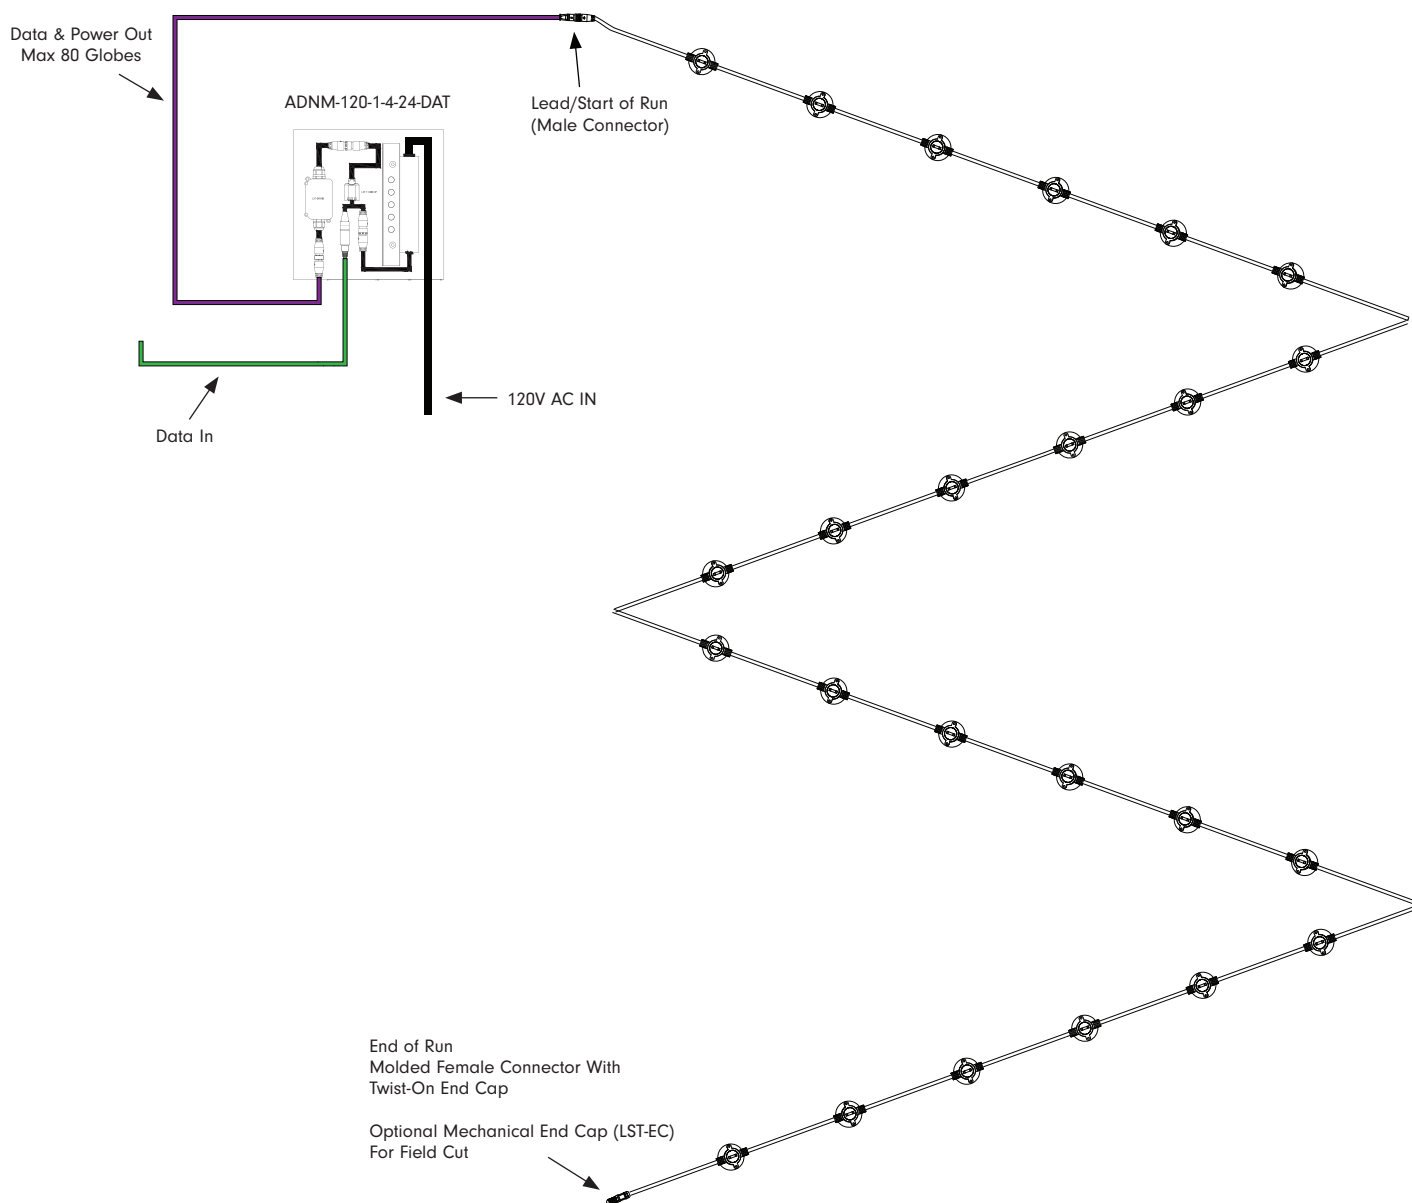 Data & Power Out
Max 80 Globes
ADNM-120-1-4-24-DAT
Lead/Start of Run
(Male Connector)
120V AC IN
Data In
End of Run
Molded Female Connector With
Twist-On End Cap
Optional Mechanical End Cap (LST-EC)
For Field Cut